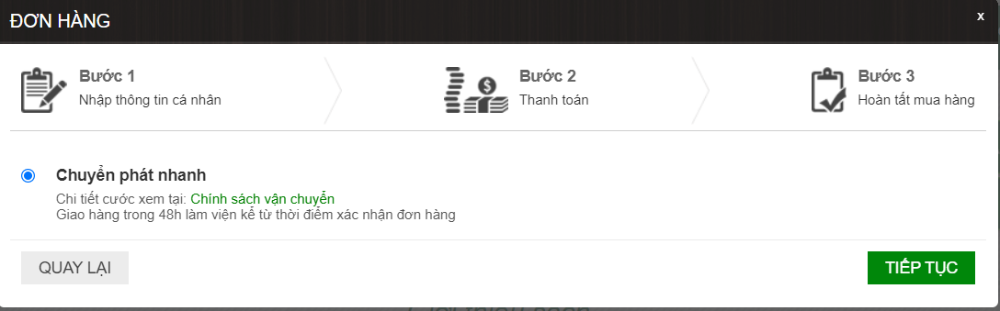 ĐƠN HÀNG
x
Bước 1
Nhập thông tin cá nhân
Bước 2
Thanh toán
Bước 3
Hoàn tất mua hàng
Chuyển phát nhanh
Chi tiết cước xem tại: Chính sách vận chuyển
Giao hàng trong 48h làm viện kể từ thời điểm xác nhận đơn hàng
QUAY LẠI
TIẾP TỤC